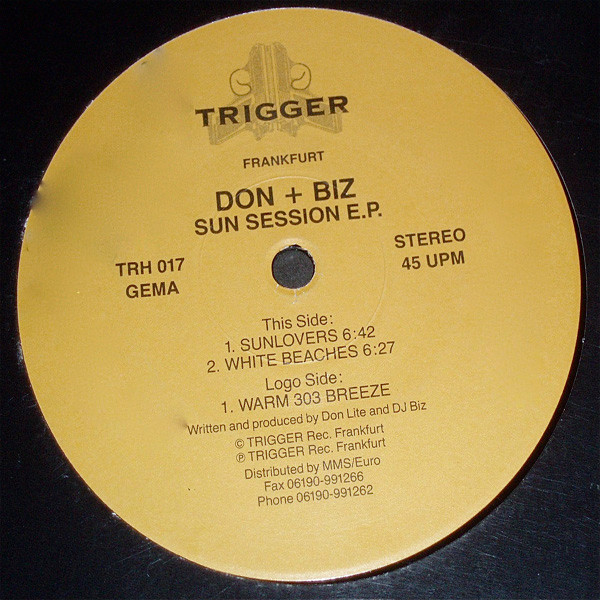 TRIGGER
FRANKFURT
DON + BIZ
SUN SESSION E.P.
TRH 017
GEMA
STEREO
45 UPM
This Side:
1. SUNLOVERS 6:42
2. WHITE BEACHES 6:27
Logo Side:
1. WARM 303 BREEZE
Written and produced by Don Lite and DJ Biz
© TRIGGER Rec. Frankfurt
℗ TRIGGER Rec. Frankfurt
Distributed by MMS/Euro
Fax 06190-991266
Phone 06190-991262